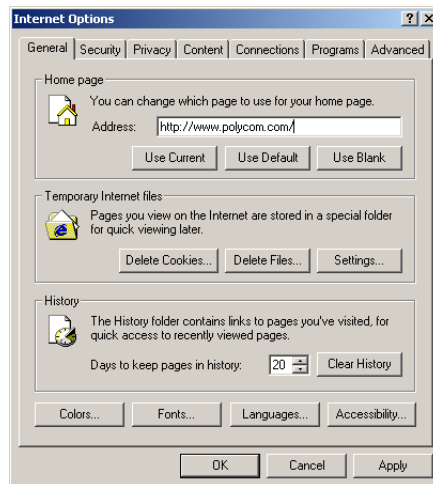 Internet Options
General Security Privacy Content Connections Programs Advanced
Home page
You can change which page to use for your home page.
Address: http://www.polycom.com/
Use Current Use Default Use Blank
Temporary Internet files
Pages you view on the Internet are stored in a special folder
for quick viewing later.
Delete Cookies... Delete Files... Settings...
History
The History folder contains links to pages you've visited, for
quick access to recently viewed pages.
Days to keep pages in history: 20 Clear History
Colors... Fonts... Languages... Accessibility...
OK Cancel Apply